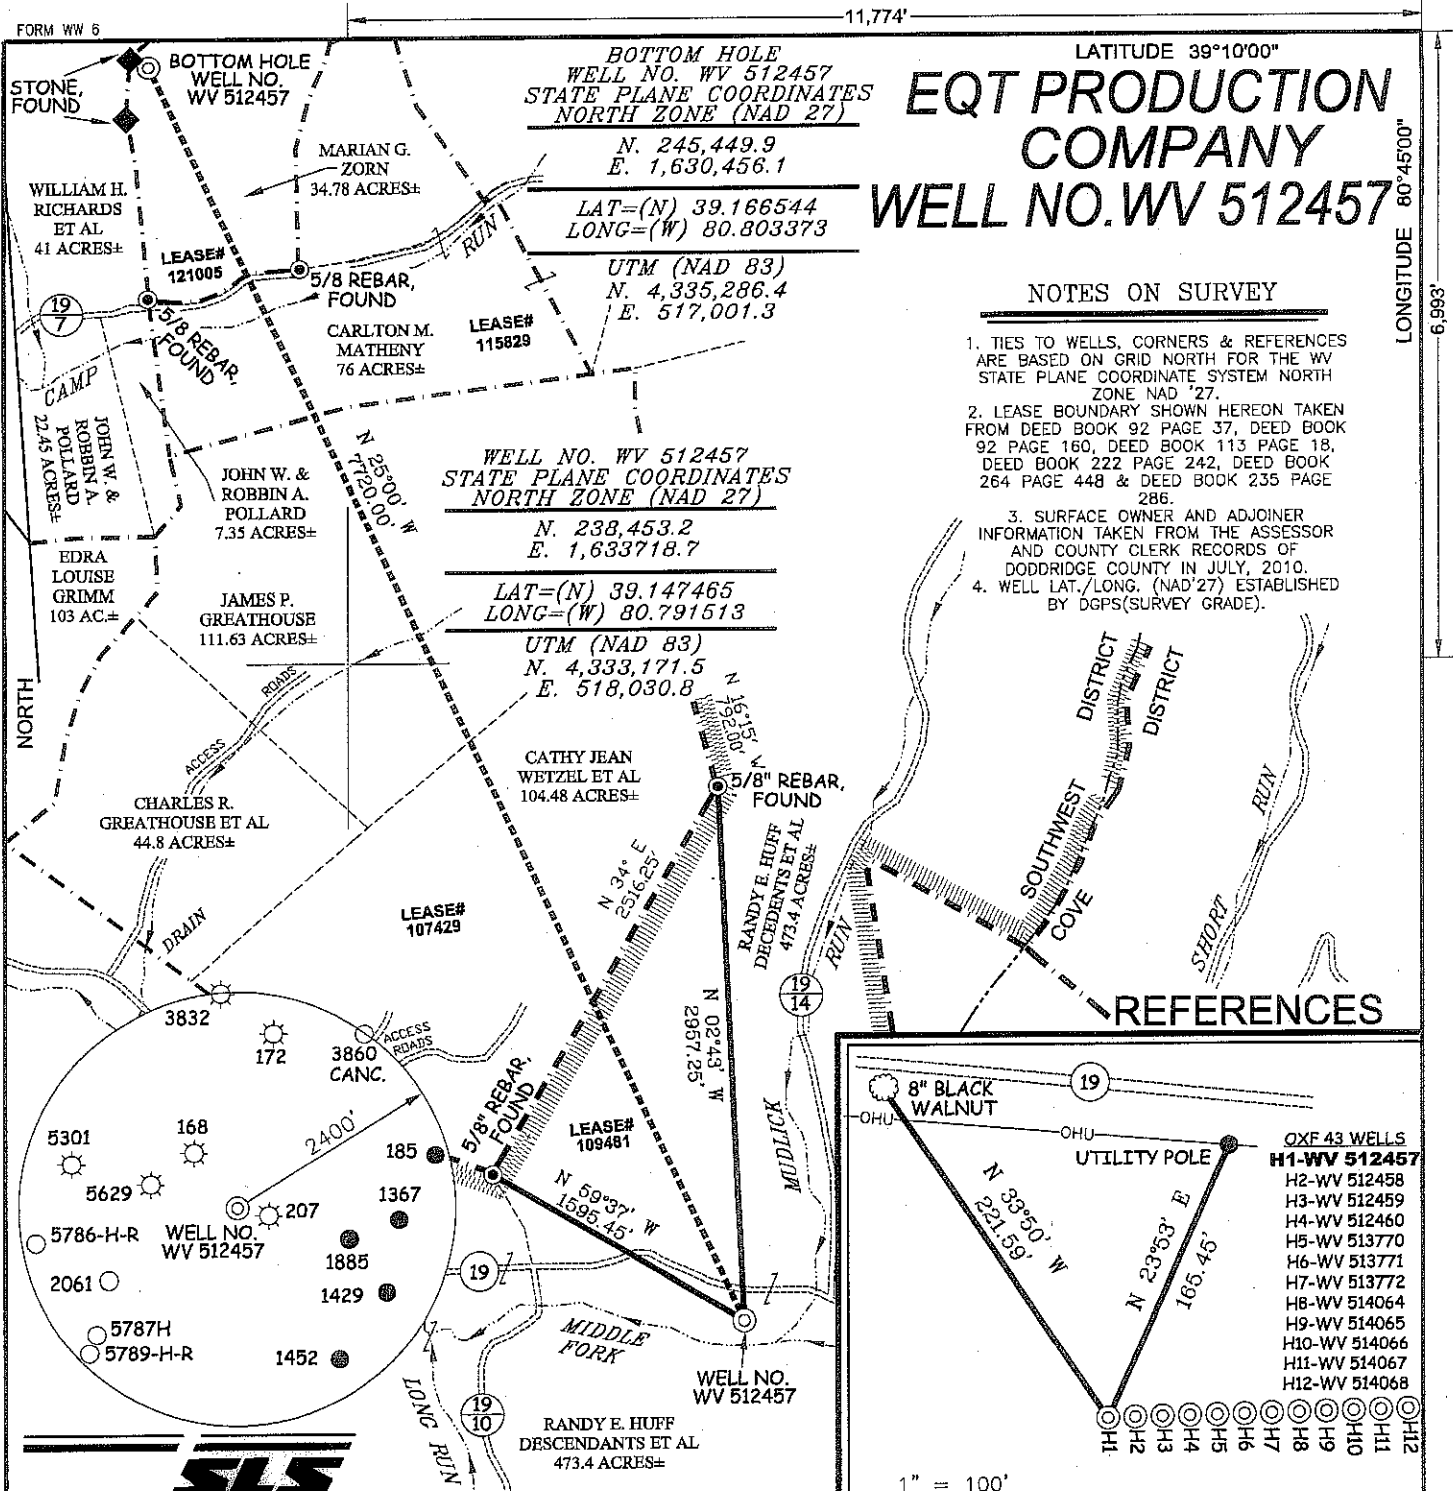 FORM WW 6
11,774'
6,993'
LATITUDE 39°10'00"
LONGITUDE 80°45'00"
EQT PRODUCTION
COMPANY
WELL NO. WV 512457
BOTTOM HOLE
WELL NO. WV 512457
STATE PLANE COORDINATES
NORTH ZONE (NAD 27)
N. 245,449.9
E. 1,630,456.1
LAT=(N) 39.166544
LONG=(W) 80.803373
UTM (NAD 83)
N. 4,335,286.4
E. 517,001.3
STONE,
FOUND
BOTTOM HOLE
WELL NO.
WV 512457
MARIAN G.
ZORN
34.78 ACRES±
WILLIAM H.
RICHARDS
ET AL
41 ACRES±
LEASE#
121005
RUN
5/8 REBAR,
FOUND
19
7
5/8 REBAR,
FOUND
CARLTON M.
MATHENY
76 ACRES±
LEASE#
115829
CAMP
JOHN W. &
ROBBIN A.
POLLARD
22.45 ACRES±
JOHN W. &
ROBBIN A.
POLLARD
7.35 ACRES±
N 25°00' W
7720.00'
NOTES ON SURVEY
1. TIES TO WELLS, CORNERS & REFERENCES
ARE BASED ON GRID NORTH FOR THE WV
STATE PLANE COORDINATE SYSTEM NORTH
ZONE NAD '27.
2. LEASE BOUNDARY SHOWN HEREON TAKEN
FROM DEED BOOK 92 PAGE 37, DEED BOOK
92 PAGE 160, DEED BOOK 113 PAGE 18,
DEED BOOK 222 PAGE 242, DEED BOOK
264 PAGE 448 & DEED BOOK 235 PAGE
286.
3. SURFACE OWNER AND ADJOINER
INFORMATION TAKEN FROM THE ASSESSOR
AND COUNTY CLERK RECORDS OF
DODDRIDGE COUNTY IN JULY, 2010.
4. WELL LAT./LONG. (NAD'27) ESTABLISHED
BY DGPS(SURVEY GRADE).
WELL NO. WV 512457
STATE PLANE COORDINATES
NORTH ZONE (NAD 27)
N. 238,453.2
E. 1,633718.7
LAT=(N) 39.147465
LONG=(W) 80.791513
UTM (NAD 83)
N. 4,333,171.5
E. 518,030.8
EDRA
LOUISE
GRIMM
103 AC.±
JAMES P.
GREATHOUSE
111.63 ACRES±
NORTH
ACCESS ROADS
CHARLES R.
GREATHOUSE ET AL
44.8 ACRES±
DRAIN
CATHY JEAN
WETZEL ET AL
104.48 ACRES±
N 16°15' W
792.00'
5/8" REBAR,
FOUND
N 34° E
2516.25'
RANDY E. HUFF
DECEDENTS ET AL
473.4 ACRES±
RUN
19
14
DISTRICT
DISTRICT
SOUTHWEST
COVE
SHORT RUN
LEASE#
107429
N 02°43' W
2957.25'
MUDLICK
5/8" REBAR,
FOUND
LEASE#
109481
N 59°37' W
1595.45'
3832
172
3860
CANC.
ACCESS
ROADS
2400'
5301
168
185
5629
207
1367
5786-H-R
WELL NO.
WV 512457
1885
2061
1429
5787H
5789-H-R
1452
19
MIDDLE
FORK
WELL NO.
WV 512457
19
10
LONG RUN
RANDY E. HUFF
DESCENDANTS ET AL
473.4 ACRES±
SLS
REFERENCES
19
8" BLACK
WALNUT
OHU
OHU
UTILITY POLE
N 33°50' W
221.59'
N 23°53' E
165.45'
OXF 43 WELLS
H1-WV 512457
H2-WV 512458
H3-WV 512459
H4-WV 512460
H5-WV 513770
H6-WV 513771
H7-WV 513772
H8-WV 514064
H9-WV 514065
H10-WV 514066
H11-WV 514067
H12-WV 514068
H1 H2 H3 H4 H5 H6 H7 H8 H9 H10 H11 H12
1" = 100'